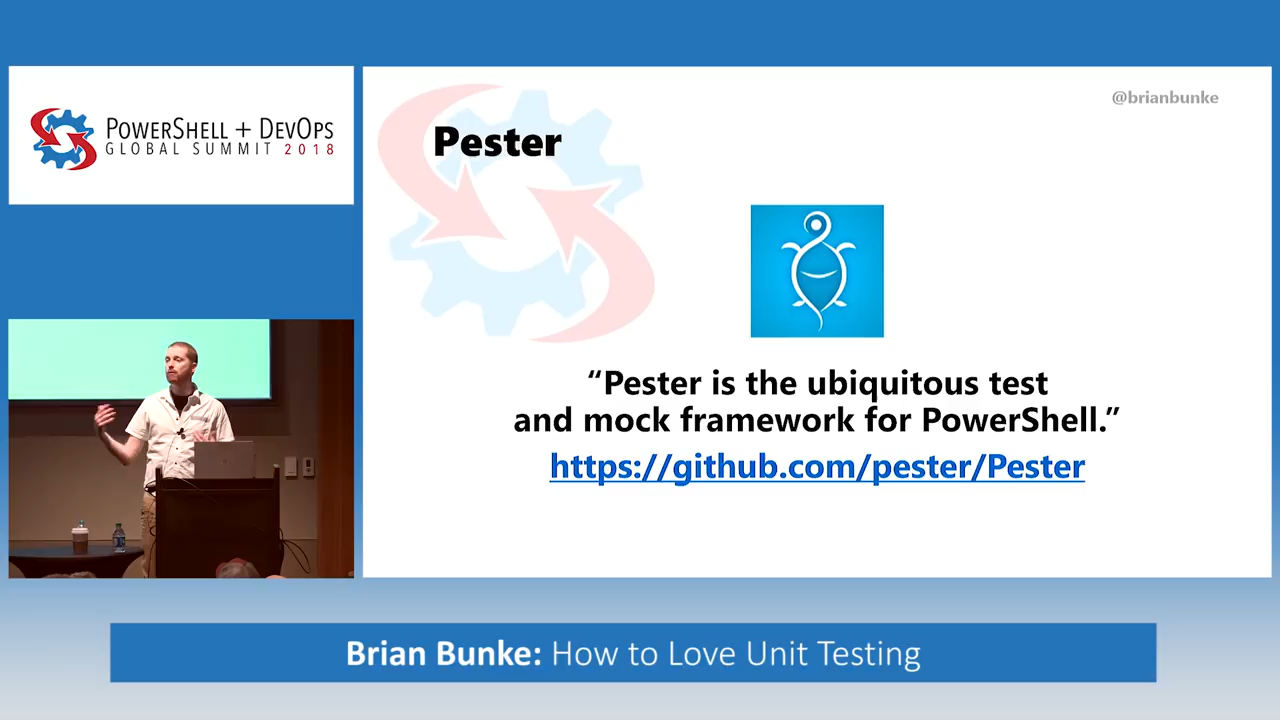 POWERSHELL + DEVOPS
GLOBAL SUMMIT 2018
@brianbunke
Pester
“Pester is the ubiquitous test
and mock framework for PowerShell.”
https://github.com/pester/Pester
Brian Bunke: How to Love Unit Testing